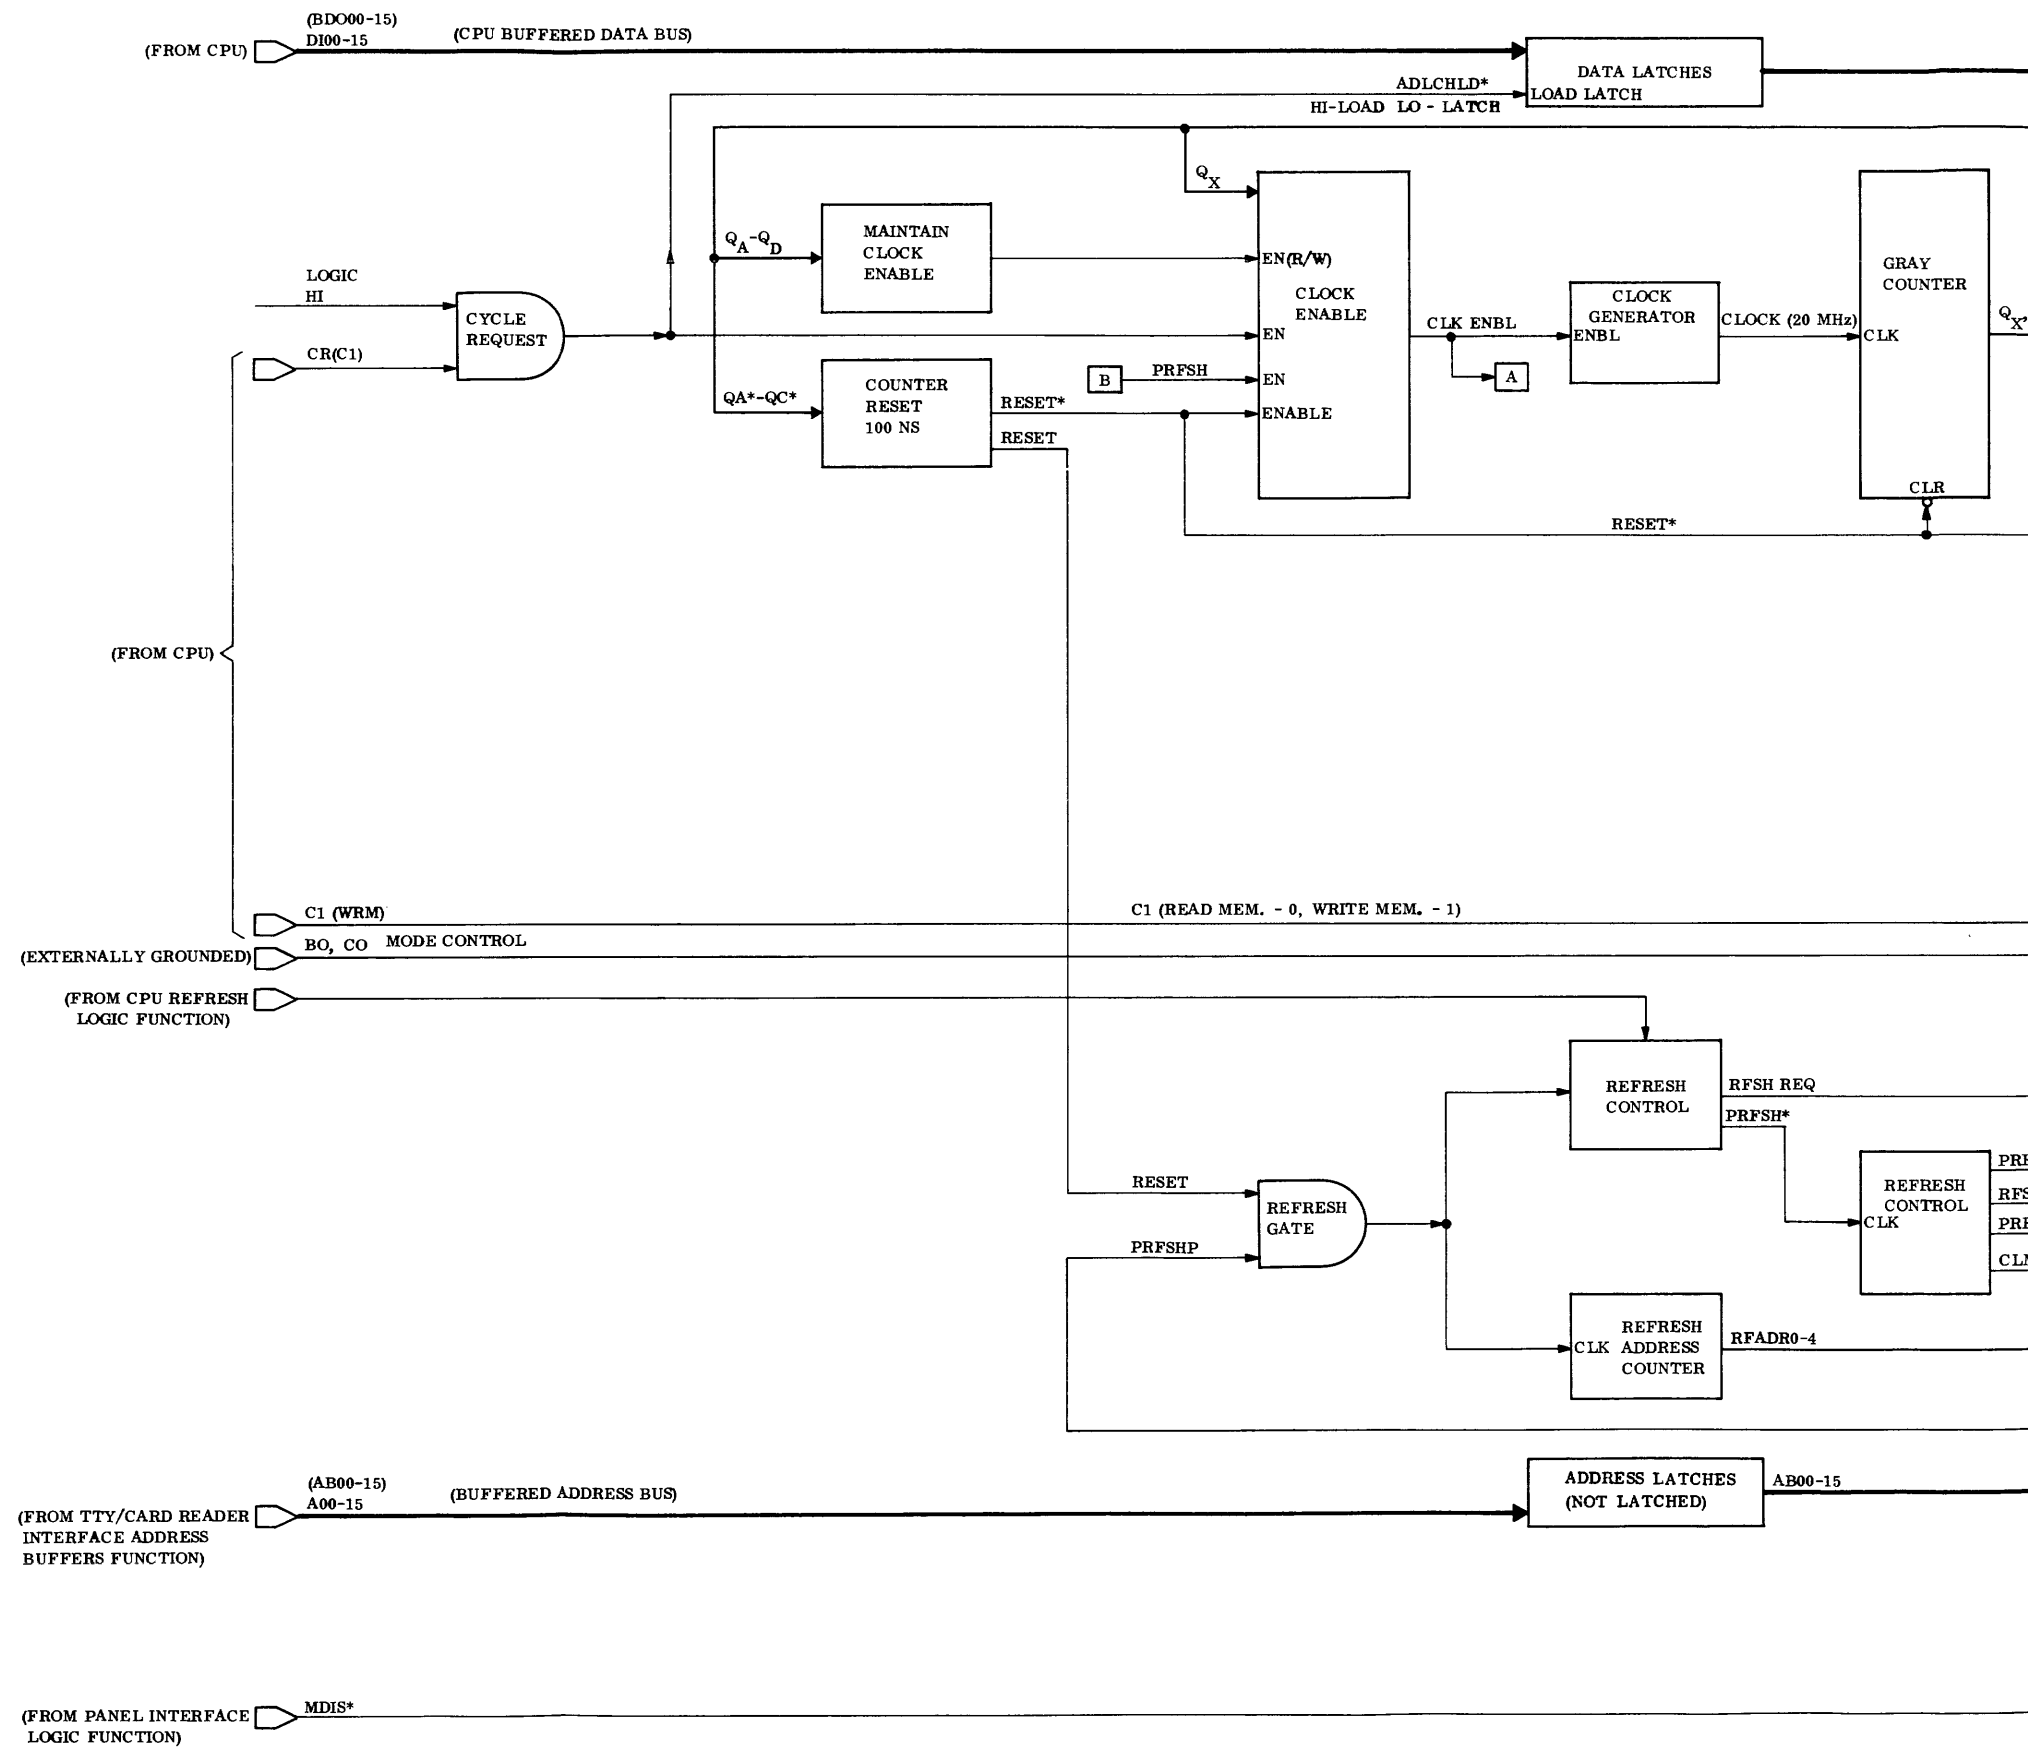 (BDO00-15)
(FROM CPU)
DI00-15
(CPU BUFFERED DATA BUS)
DATA LATCHES
LOAD LATCH
ADLCHLD*
HI-LOAD LO - LATCH
QX
QA-QD
MAINTAIN
CLOCK
ENABLE
EN(R/W)
CLOCK
ENABLE
EN
EN
ENABLE
LOGIC
HI
CYCLE
REQUEST
CR(C1)
QA*-QC*
COUNTER
RESET
100 NS
RESET*
RESET
B
PRFSH
CLK ENBL
A
CLOCK
GENERATOR
ENBL
CLOCK (20 MHz)
GRAY
COUNTER
CLK
CLR
QX,
RESET*
(FROM CPU)
C1 (WRM)
C1 (READ MEM. - 0, WRITE MEM. - 1)
(EXTERNALLY GROUNDED)
BO, CO MODE CONTROL
(FROM CPU REFRESH
LOGIC FUNCTION)
REFRESH
CONTROL
RFSH REQ
PRFSH*
REFRESH
CONTROL
CLK
RESET
REFRESH
GATE
PRFSHP
CLK
REFRESH
ADDRESS
COUNTER
RFADR0-4
(AB00-15)
A00-15
(BUFFERED ADDRESS BUS)
(FROM TTY/CARD READER
INTERFACE ADDRESS
BUFFERS FUNCTION)
ADDRESS LATCHES
(NOT LATCHED)
AB00-15
MDIS*
(FROM PANEL INTERFACE
LOGIC FUNCTION)